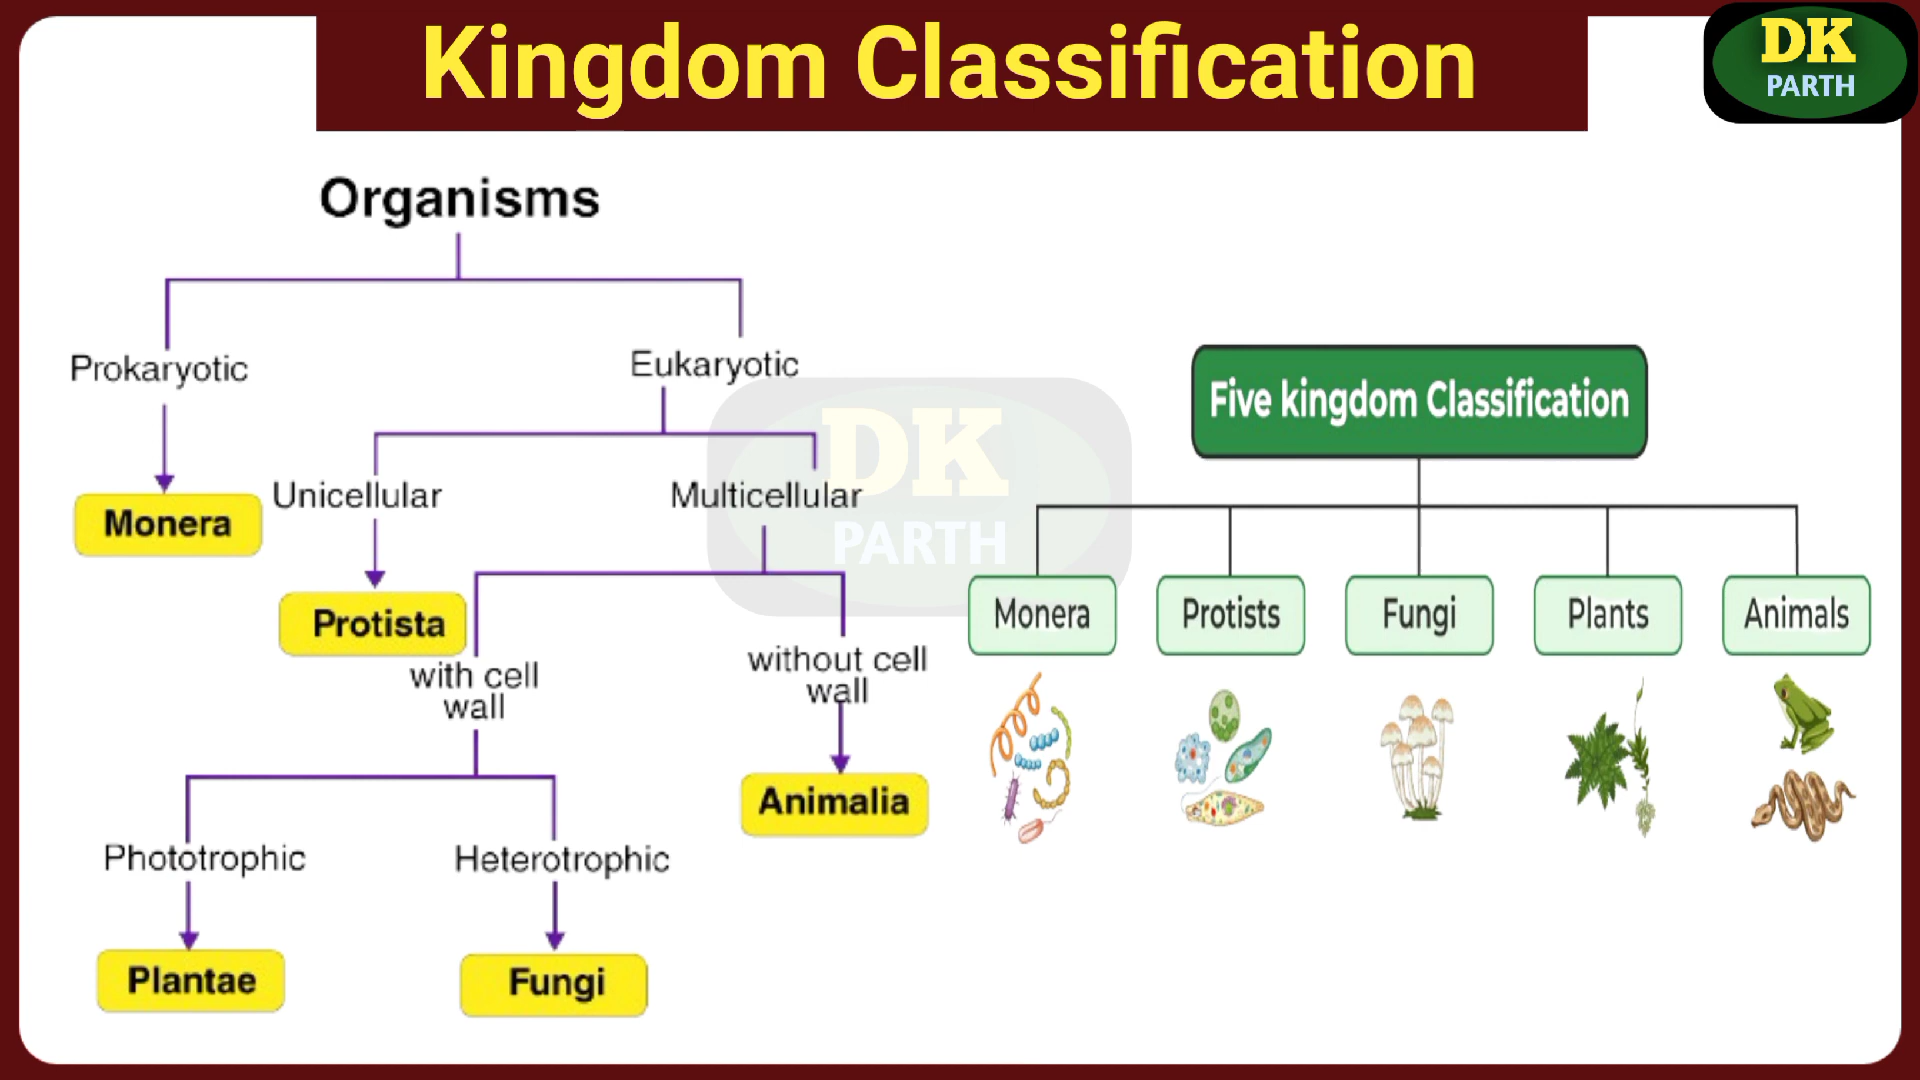 Kingdom Classification
DK
PARTH
Organisms
Prokaryotic
Eukaryotic
Monera
Unicellular
Multicellular
Protista
with cell
wall
without cell
wall
Animalia
Phototrophic
Heterotrophic
Plantae
Fungi
DK
PARTH
Five kingdom Classification
Monera
Protists
Fungi
Plants
Animals